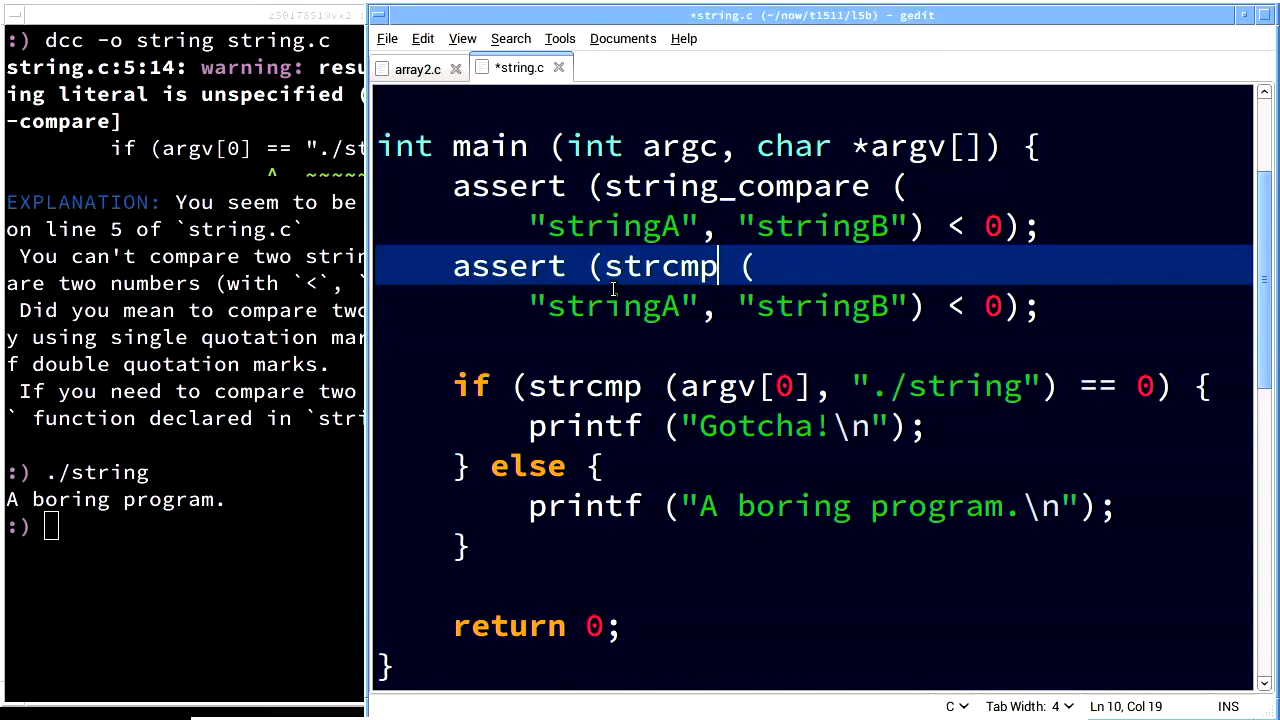 z5017851@vx2
:) dcc -o string string.c
string.c:5:14: warning: resu
ing literal is unspecified (
-compare]
if (argv[0] == "./st
^ ~~~~~
EXPLANATION: You seem to be
on line 5 of `string.c`
You can't compare two strin
are two numbers (with `<`, `
Did you mean to compare two
y using single quotation mar
f double quotation marks.
If you need to compare two
` function declared in `stri
:) ./string
A boring program.
:)
*string.c (~/now/t1511/l5b) - gedit
File Edit View Search Tools Documents Help
array2.c *string.c
int main (int argc, char *argv[]) {
assert (string_compare (
"stringA", "stringB") < 0);
assert (strcmp (
"stringA", "stringB") < 0);
if (strcmp (argv[0], "./string") == 0) {
printf ("Gotcha!\n");
} else {
printf ("A boring program.\n");
}
return 0;
}
C Tab Width: 4 Ln 10, Col 19 INS